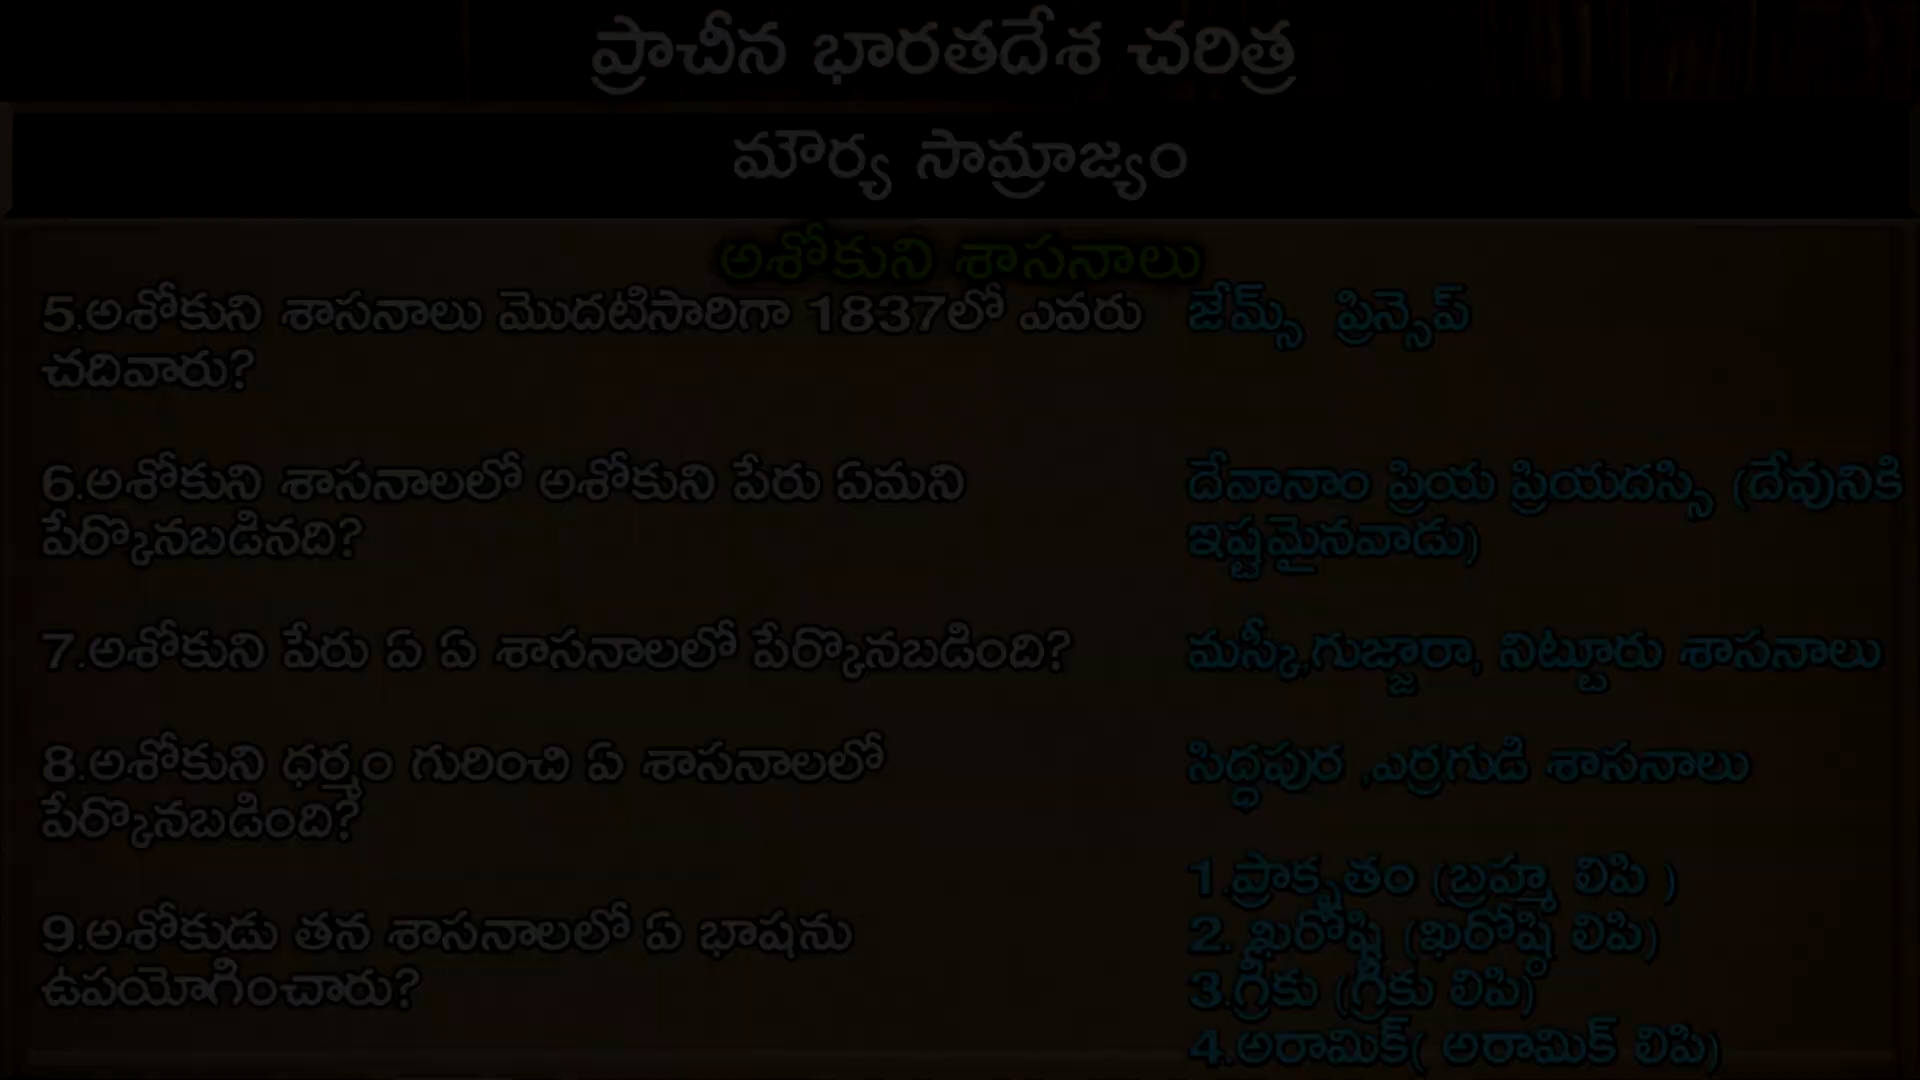 ప్రాచీన భారతదేశ చరిత్ర
మౌర్య సామ్రాజ్యం
అశోకుని శాసనాలు
5.అశోకుని శాసనాలు మొదటిసారిగా 1837లో ఎవరు
చదివారు?
జేమ్స్ ప్రిన్సెప్
6.అశోకుని శాసనాలలో అశోకుని పేరు ఏమని
పేర్కొనబడినది?
దేవానాం ప్రియ ప్రియదస్సి (దేవునికి
ఇష్టమైనవాడు)
7.అశోకుని పేరు ఏ ఏ శాసనాలలో పేర్కొనబడింది?
మస్కీ,గుజ్జారా, నిట్టూరు శాసనాలు
8.అశోకుని ధర్మం గురించి ఏ శాసనాలలో
పేర్కొనబడింది?
సిద్ధపుర ,ఎర్రగుడి శాసనాలు
9.అశోకుడు తన శాసనాలలో ఏ భాషను
ఉపయోగించారు?
1.ప్రాకృతం (బ్రహ్మ లిపి )
2. ఖరోష్ఠి (ఖరోష్ఠి లిపి)
3.గ్రీకు (గ్రీకు లిపి)
4.అరామిక్( అరామిక్ లిపి)